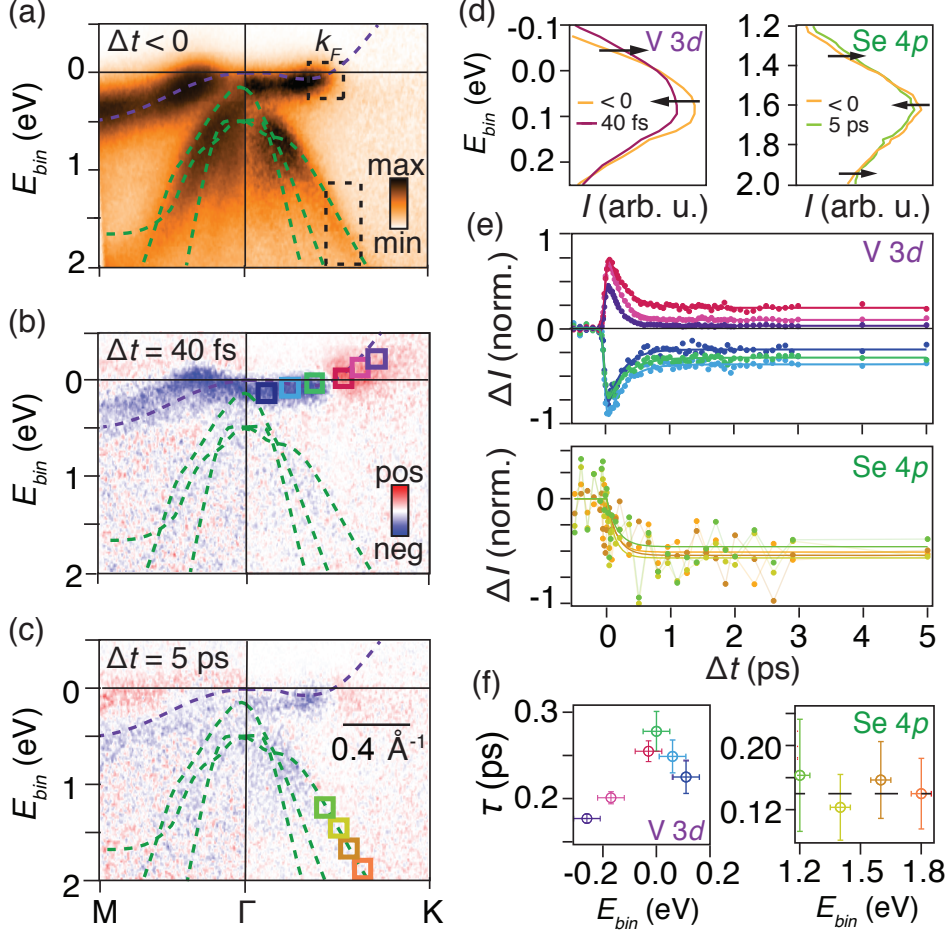 (a)
Δt < 0
k_F
0
1
2
E_bin (eV)
max
min
(b)
Δt = 40 fs
0
1
2
E_bin (eV)
pos
neg
(c)
Δt = 5 ps
0
1
2
E_bin (eV)
0.4 Å⁻¹
M
Γ
K
(d)
V 3d
-0.1
0.0
0.1
0.2
E_bin (eV)
< 0
40 fs
I (arb. u.)
Se 4p
1.2
1.4
1.6
1.8
2.0
< 0
5 ps
I (arb. u.)
(e)
V 3d
1
0
-1
ΔI (norm.)
Se 4p
0
-1
ΔI (norm.)
0
1
2
3
4
5
Δt (ps)
(f)
0.3
0.2
τ (ps)
V 3d
-0.2
0.0
0.2
E_bin (eV)
Se 4p
0.20
0.12
1.2
1.4
1.6
1.8
E_bin (eV)